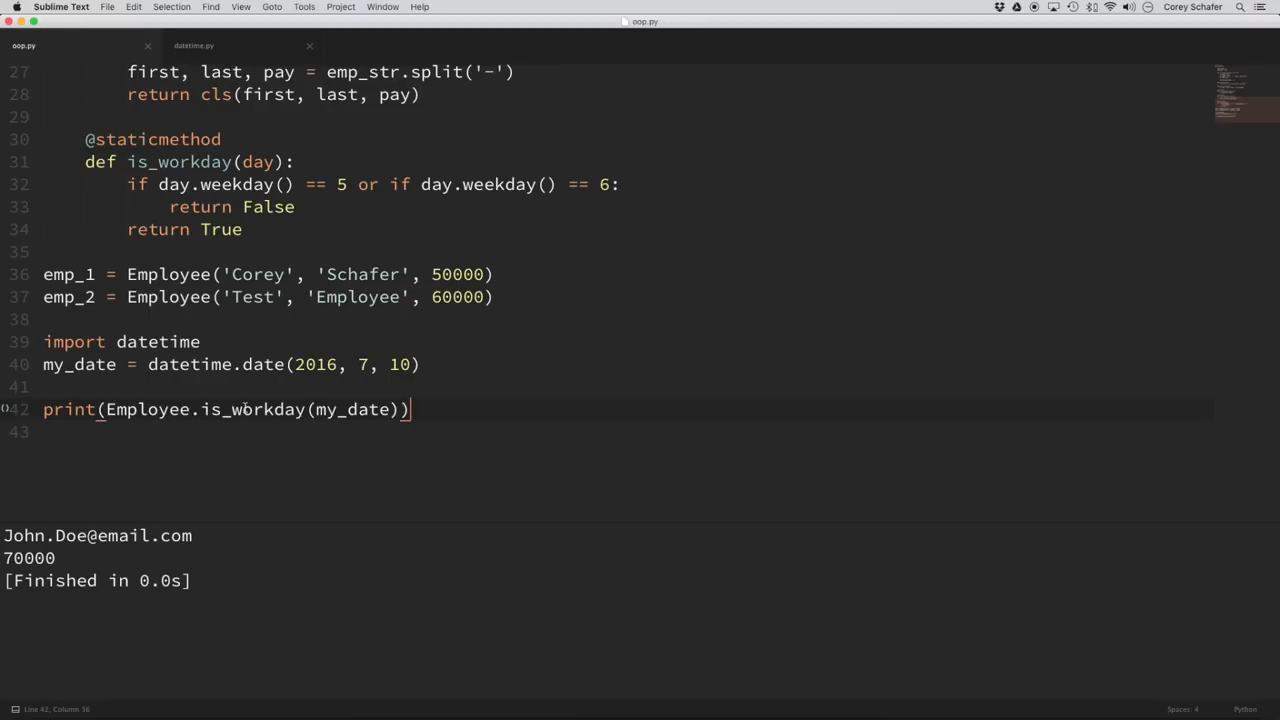 Sublime Text File Edit Selection Find View Goto Tools Project Window Help Corey Schafer
oop.py
oop.py datetime.py
27 first, last, pay = emp_str.split('-')
28 return cls(first, last, pay)
29
30 @staticmethod
31 def is_workday(day):
32 if day.weekday() == 5 or if day.weekday() == 6:
33 return False
34 return True
35
36 emp_1 = Employee('Corey', 'Schafer', 50000)
37 emp_2 = Employee('Test', 'Employee', 60000)
38
39 import datetime
40 my_date = datetime.date(2016, 7, 10)
41
42 print(Employee.is_workday(my_date))
43
John.Doe@email.com
70000
[Finished in 0.0s]
Line 42, Column 36 Spaces: 4 Python